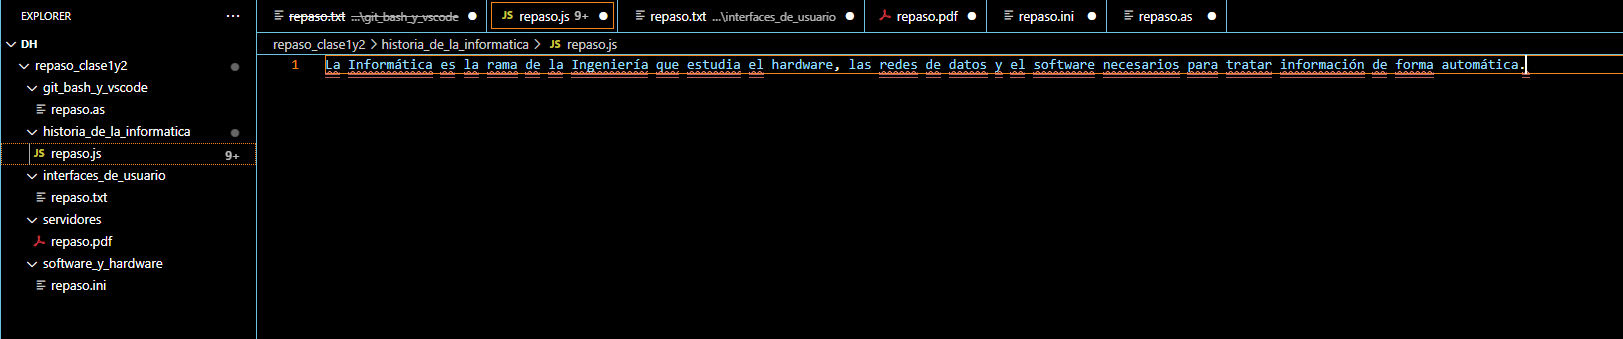 EXPLORER ···
DH
repaso_clase1y2
git_bash_y_vscode
repaso.as
historia_de_la_informatica
JS repaso.js 9+
interfaces_de_usuario
repaso.txt
servidores
repaso.pdf
software_y_hardware
repaso.ini
repaso.txt ...\git_bash_y_vscode JS repaso.js 9+ repaso.txt ...\interfaces_de_usuario repaso.pdf repaso.ini repaso.as
repaso_clase1y2 > historia_de_la_informatica > JS repaso.js
1 La Informática es la rama de la Ingeniería que estudia el hardware, las redes de datos y el software necesarios para tratar información de forma automática.